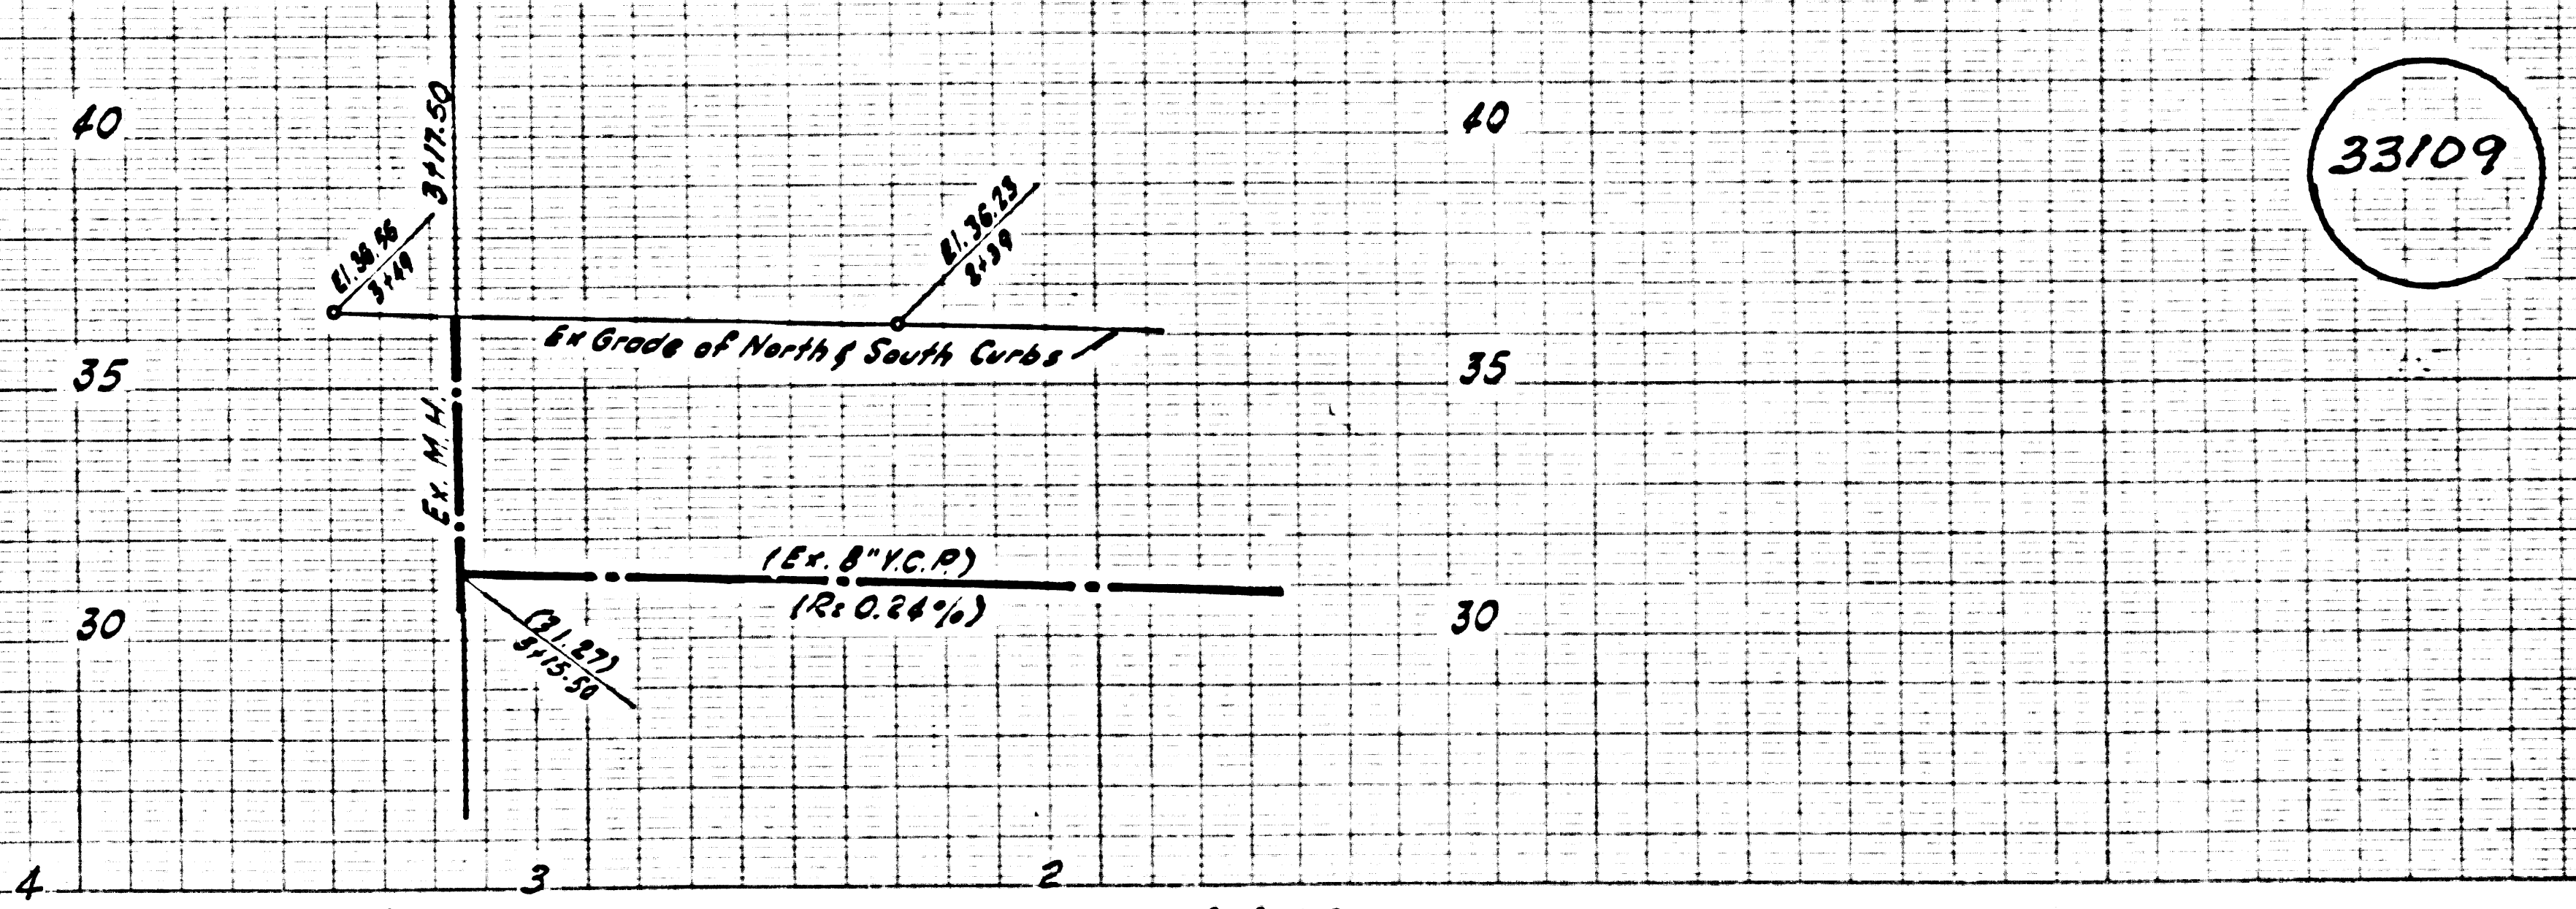 40
3+17.50
40
33109
El. 36.56
3+49
El. 36.23
2+39
Ex Grade of North & South Curbs
35
35
Ex. M.H.
(Ex. 8" V.C.P.)
(R= 0.24%)
30
30
(31.27)
3+15.50
4
3
2